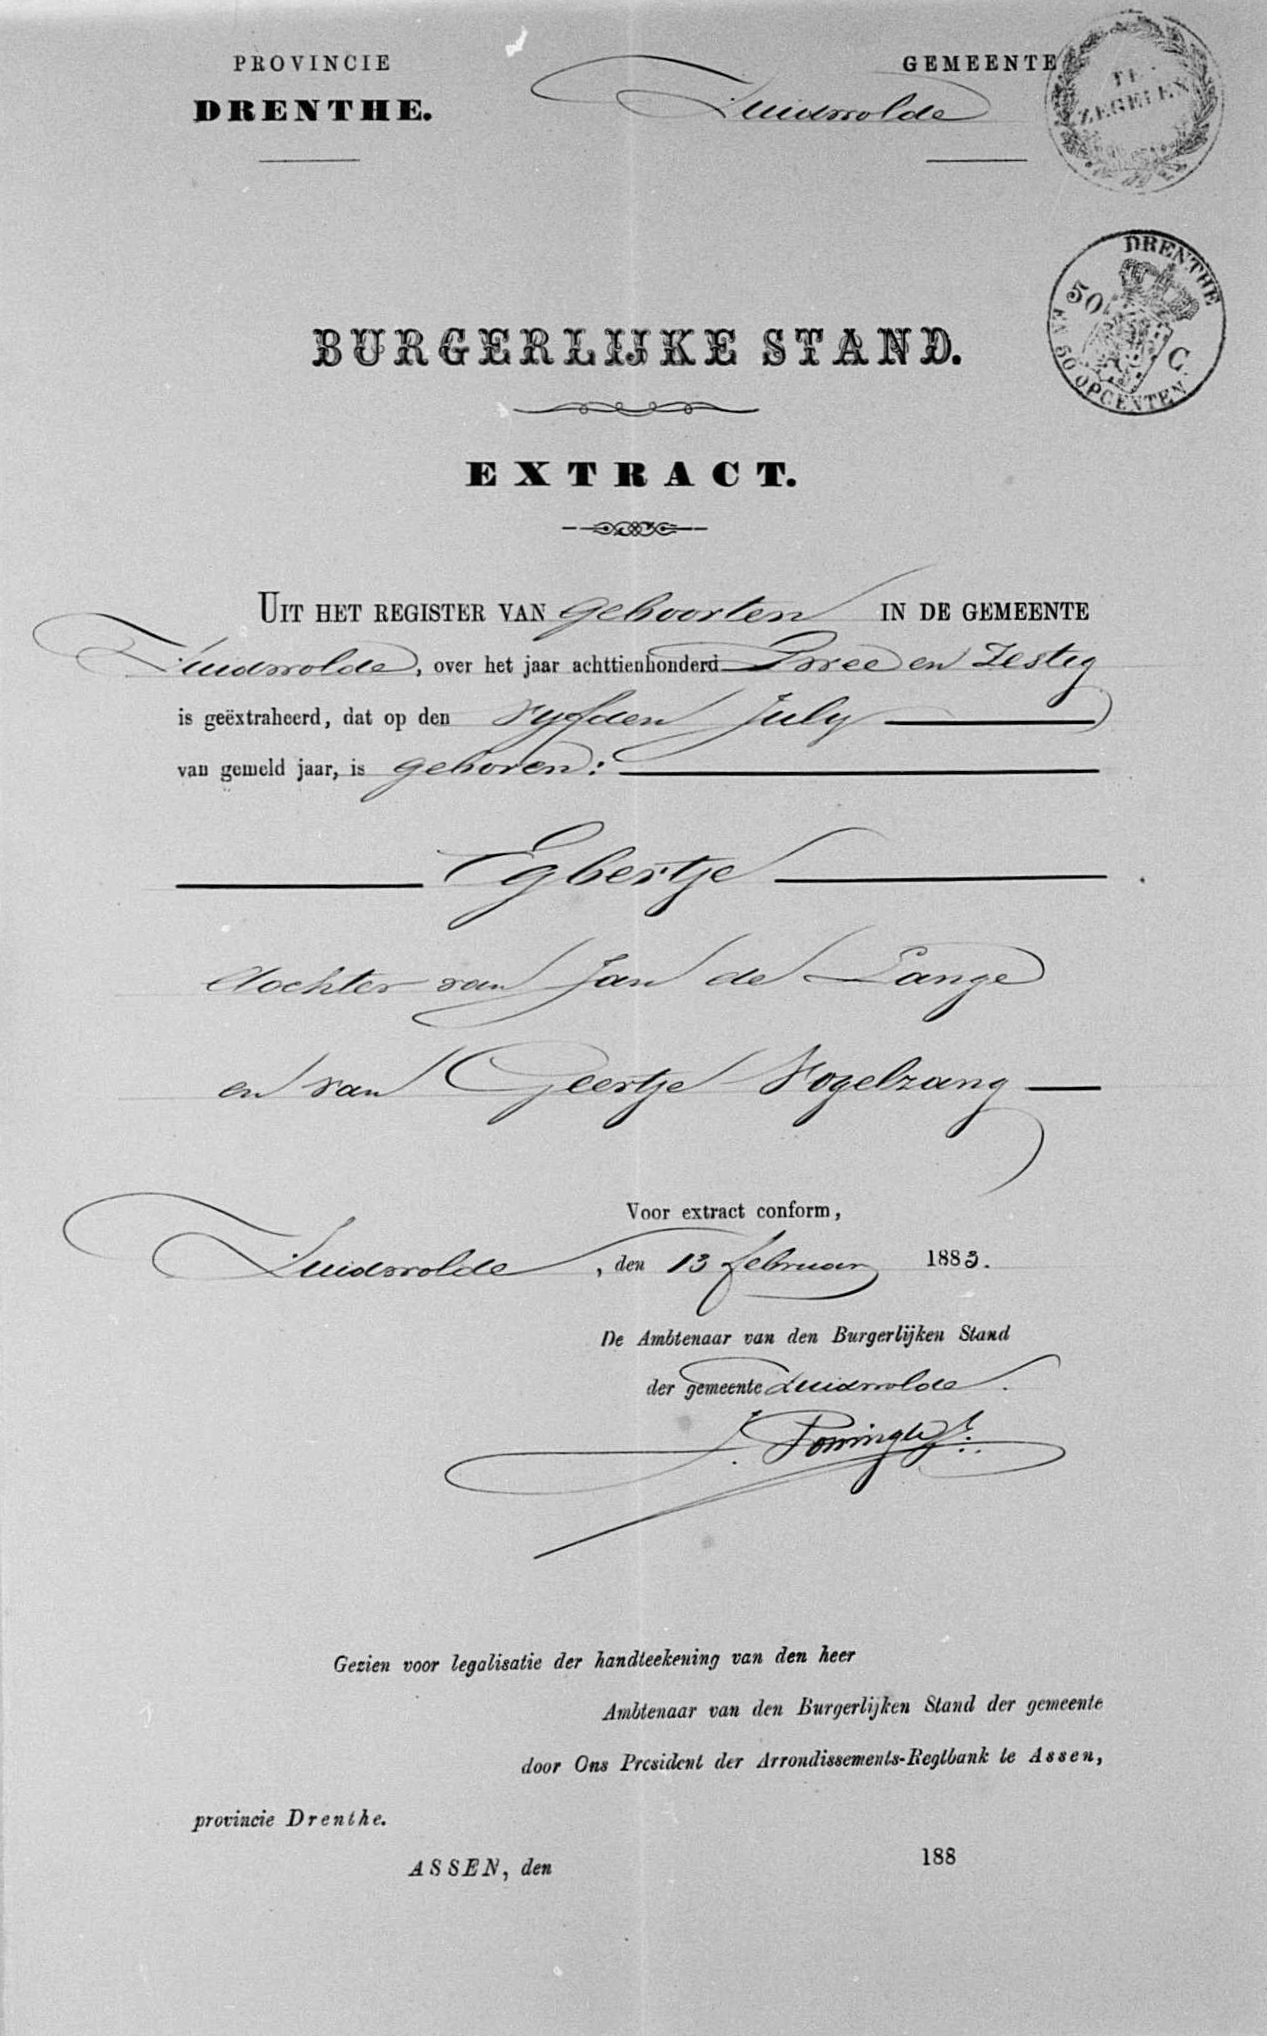 PROVINCIE
DRENTHE.
GEMEENTE
Zuidwolde
TE
ZEGELEN
DRENTHE
50 C.
EN 50 OPCENTEN
BURGERLIJKE STAND.
EXTRACT.
UIT HET REGISTER VAN Geboorten IN DE GEMEENTE
Zuidwolde, over het jaar achttienhonderd Twee en Zestig
is geëxtraheerd, dat op den Vyfden July
van gemeld jaar, is geboren:
Egbertje
dochter van Jan de Lange
en van Geertje Vogelzang
Voor extract conform,
Zuidwolde, den 13 februar 1883.
De Ambtenaar van den Burgerlijken Stand
der gemeente Zuidwolde.
Gezien voor legalisatie der handteekening van den heer
Ambtenaar van den Burgerlijken Stand der gemeente
door Ons President der Arrondissements-Regtbank te Assen,
provincie Drenthe.
ASSEN, den 188